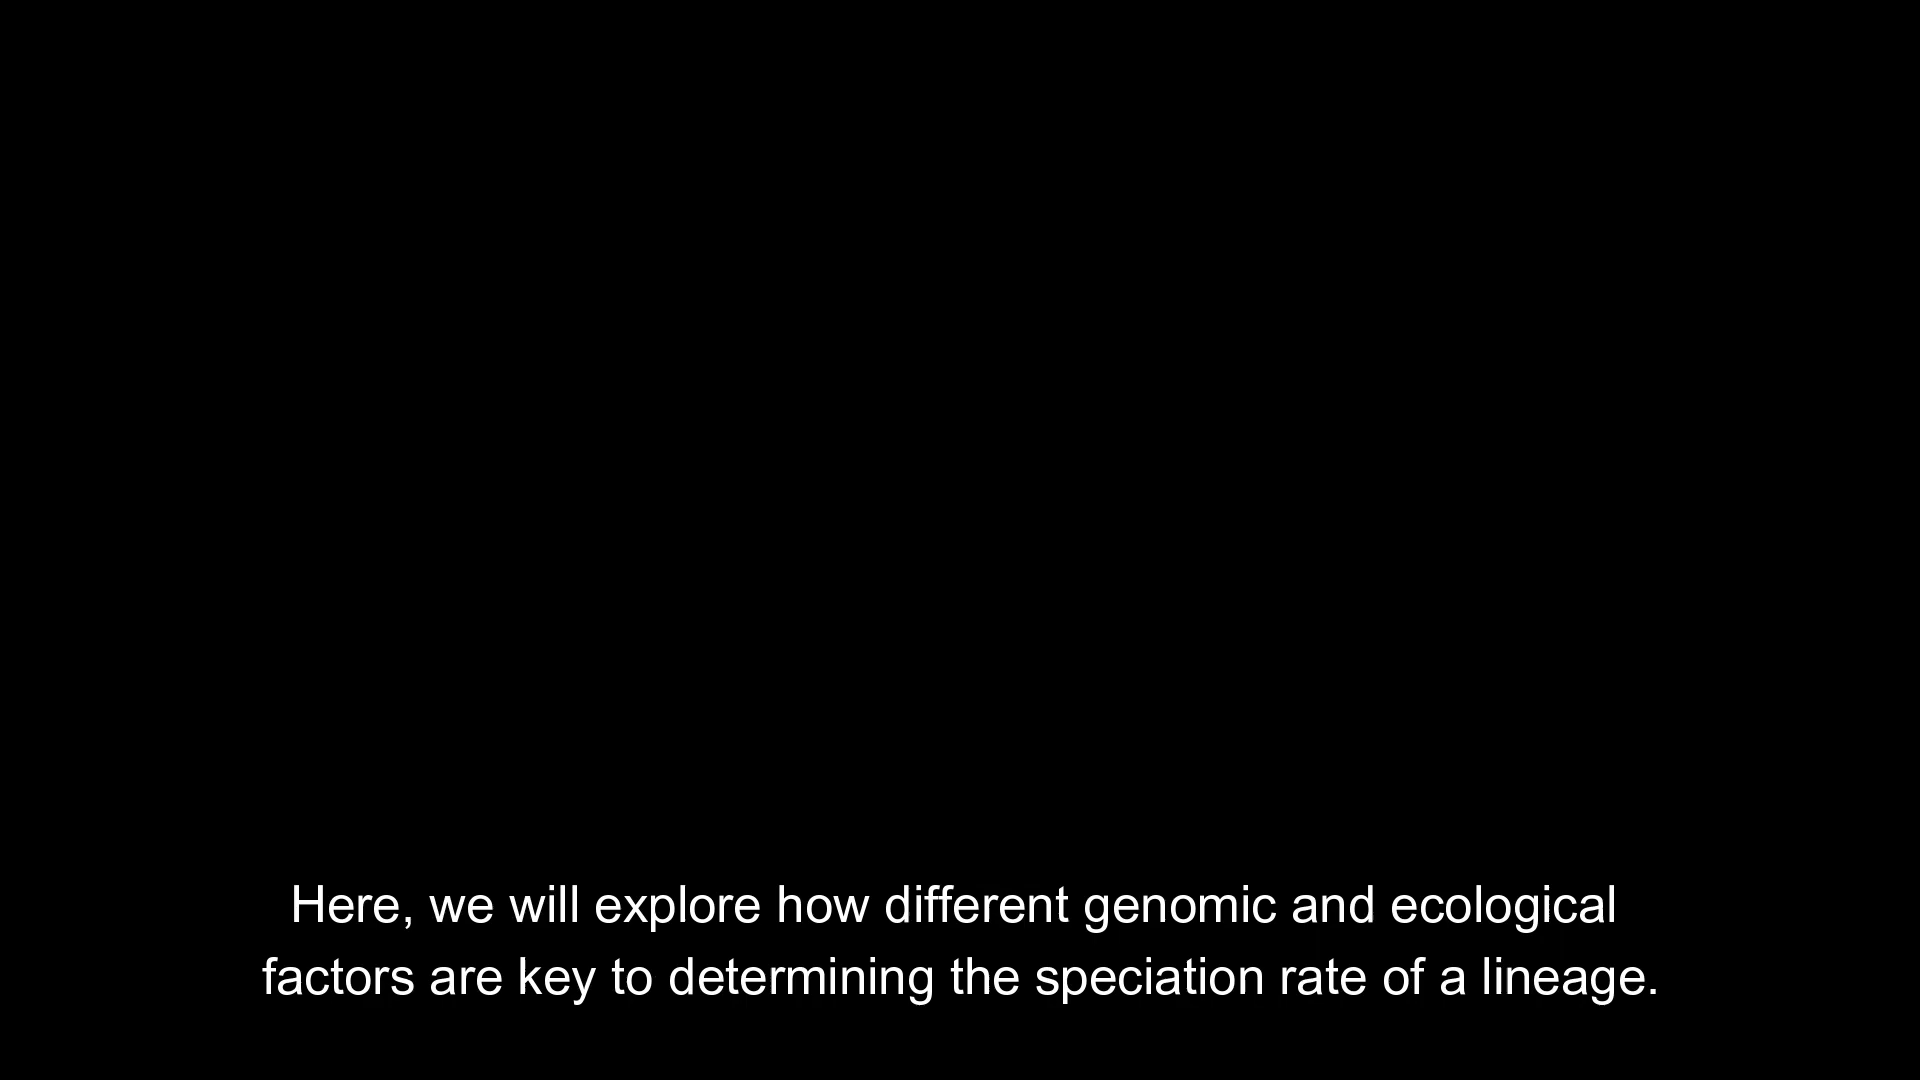 Here, we will explore how different genomic and ecological
factors are key to determining the speciation rate of a lineage.